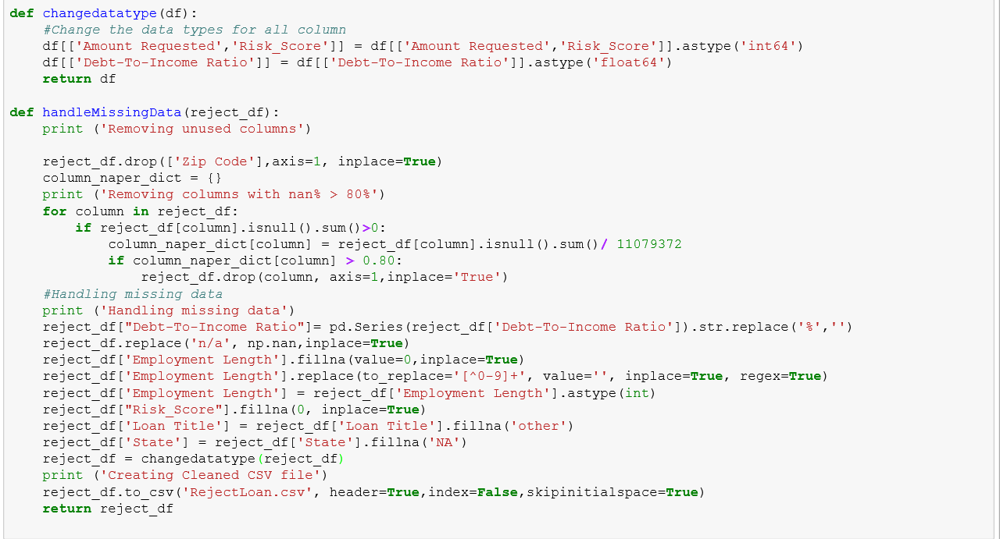 def changedatatype(df):
    #Change the data types for all column
    df[['Amount Requested','Risk_Score']] = df[['Amount Requested','Risk_Score']].astype('int64')
    df[['Debt-To-Income Ratio']] = df[['Debt-To-Income Ratio']].astype('float64')
    return df

def handleMissingData(reject_df):
    print ('Removing unused columns')

    reject_df.drop(['Zip Code'],axis=1, inplace=True)
    column_naper_dict = {}
    print ('Removing columns with nan% > 80%')
    for column in reject_df:
        if reject_df[column].isnull().sum()>0:
            column_naper_dict[column] = reject_df[column].isnull().sum()/ 11079372
            if column_naper_dict[column] > 0.80:
                reject_df.drop(column, axis=1,inplace='True')
    #Handling missing data
    print ('Handling missing data')
    reject_df["Debt-To-Income Ratio"]= pd.Series(reject_df['Debt-To-Income Ratio']).str.replace('%','')
    reject_df.replace('n/a', np.nan,inplace=True)
    reject_df['Employment Length'].fillna(value=0,inplace=True)
    reject_df['Employment Length'].replace(to_replace='[^0-9]+', value='', inplace=True, regex=True)
    reject_df['Employment Length'] = reject_df['Employment Length'].astype(int)
    reject_df["Risk_Score"].fillna(0, inplace=True)
    reject_df['Loan Title'] = reject_df['Loan Title'].fillna('other')
    reject_df['State'] = reject_df['State'].fillna('NA')
    reject_df = changedatatype(reject_df)
    print ('Creating Cleaned CSV file')
    reject_df.to_csv('RejectLoan.csv', header=True,index=False,skipinitialspace=True)
    return reject_df